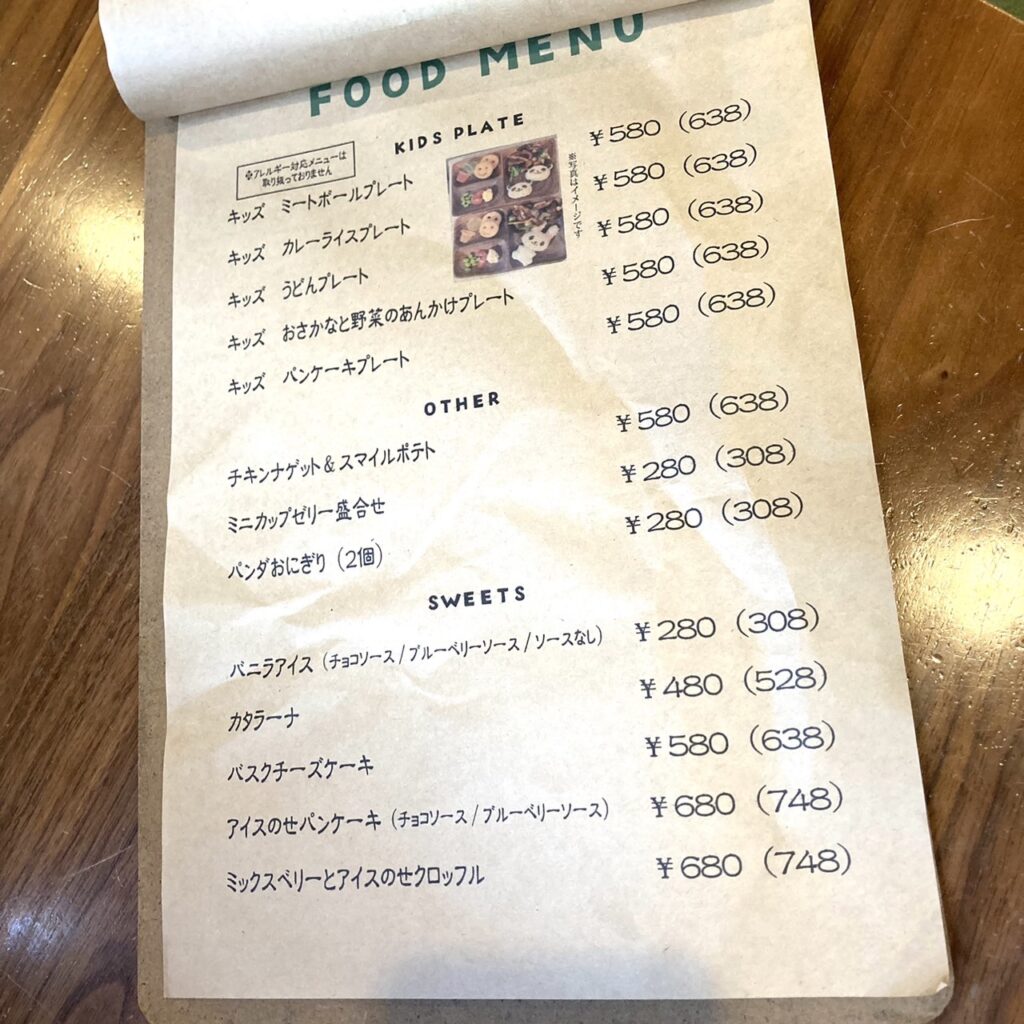 FOOD MENU
KIDS PLATE
※アレルギー対応メニューは
取り扱っておりません
※写真はイメージです
キッズ ミートボールプレート ¥580（638）
キッズ カレーライスプレート ¥580（638）
キッズ うどんプレート ¥580（638）
キッズ おさかなと野菜のあんかけプレート ¥580（638）
キッズ パンケーキプレート ¥580（638）
OTHER
チキンナゲット＆スマイルポテト ¥580（638）
ミニカップゼリー盛合せ ¥280（308）
パンダおにぎり（2個） ¥280（308）
SWEETS
バニラアイス（チョコソース/ブルーベリーソース/ソースなし） ¥280（308）
カタラーナ ¥480（528）
バスクチーズケーキ ¥580（638）
アイスのせパンケーキ（チョコソース/ブルーベリーソース） ¥680（748）
ミックスベリーとアイスのせクロッフル ¥680（748）